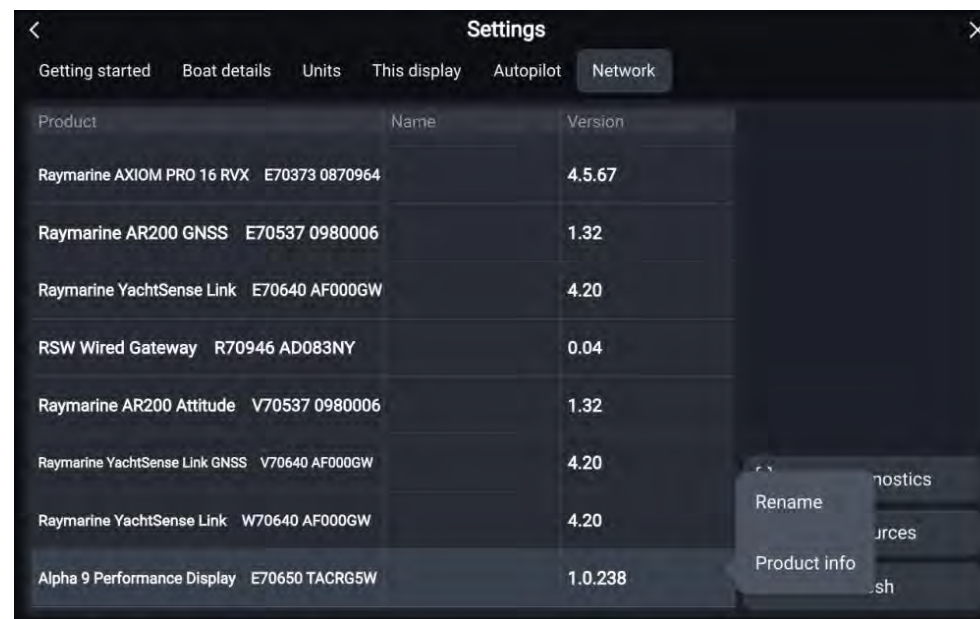 Settings
Getting started Boat details Units This display Autopilot Network
Product Name Version
Raymarine AXIOM PRO 16 RVX E70373 0870964 4.5.67
Raymarine AR200 GNSS E70537 0980006 1.32
Raymarine YachtSense Link E70640 AF000GW 4.20
RSW Wired Gateway R70946 AD083NY 0.04
Raymarine AR200 Attitude V70537 0980006 1.32
Raymarine YachtSense Link GNSS V70640 AF000GW 4.20
nostics
Rename
Raymarine YachtSense Link W70640 AF000GW 4.20
urces
Product info
Alpha 9 Performance Display E70650 TACRG5W 1.0.238
sh